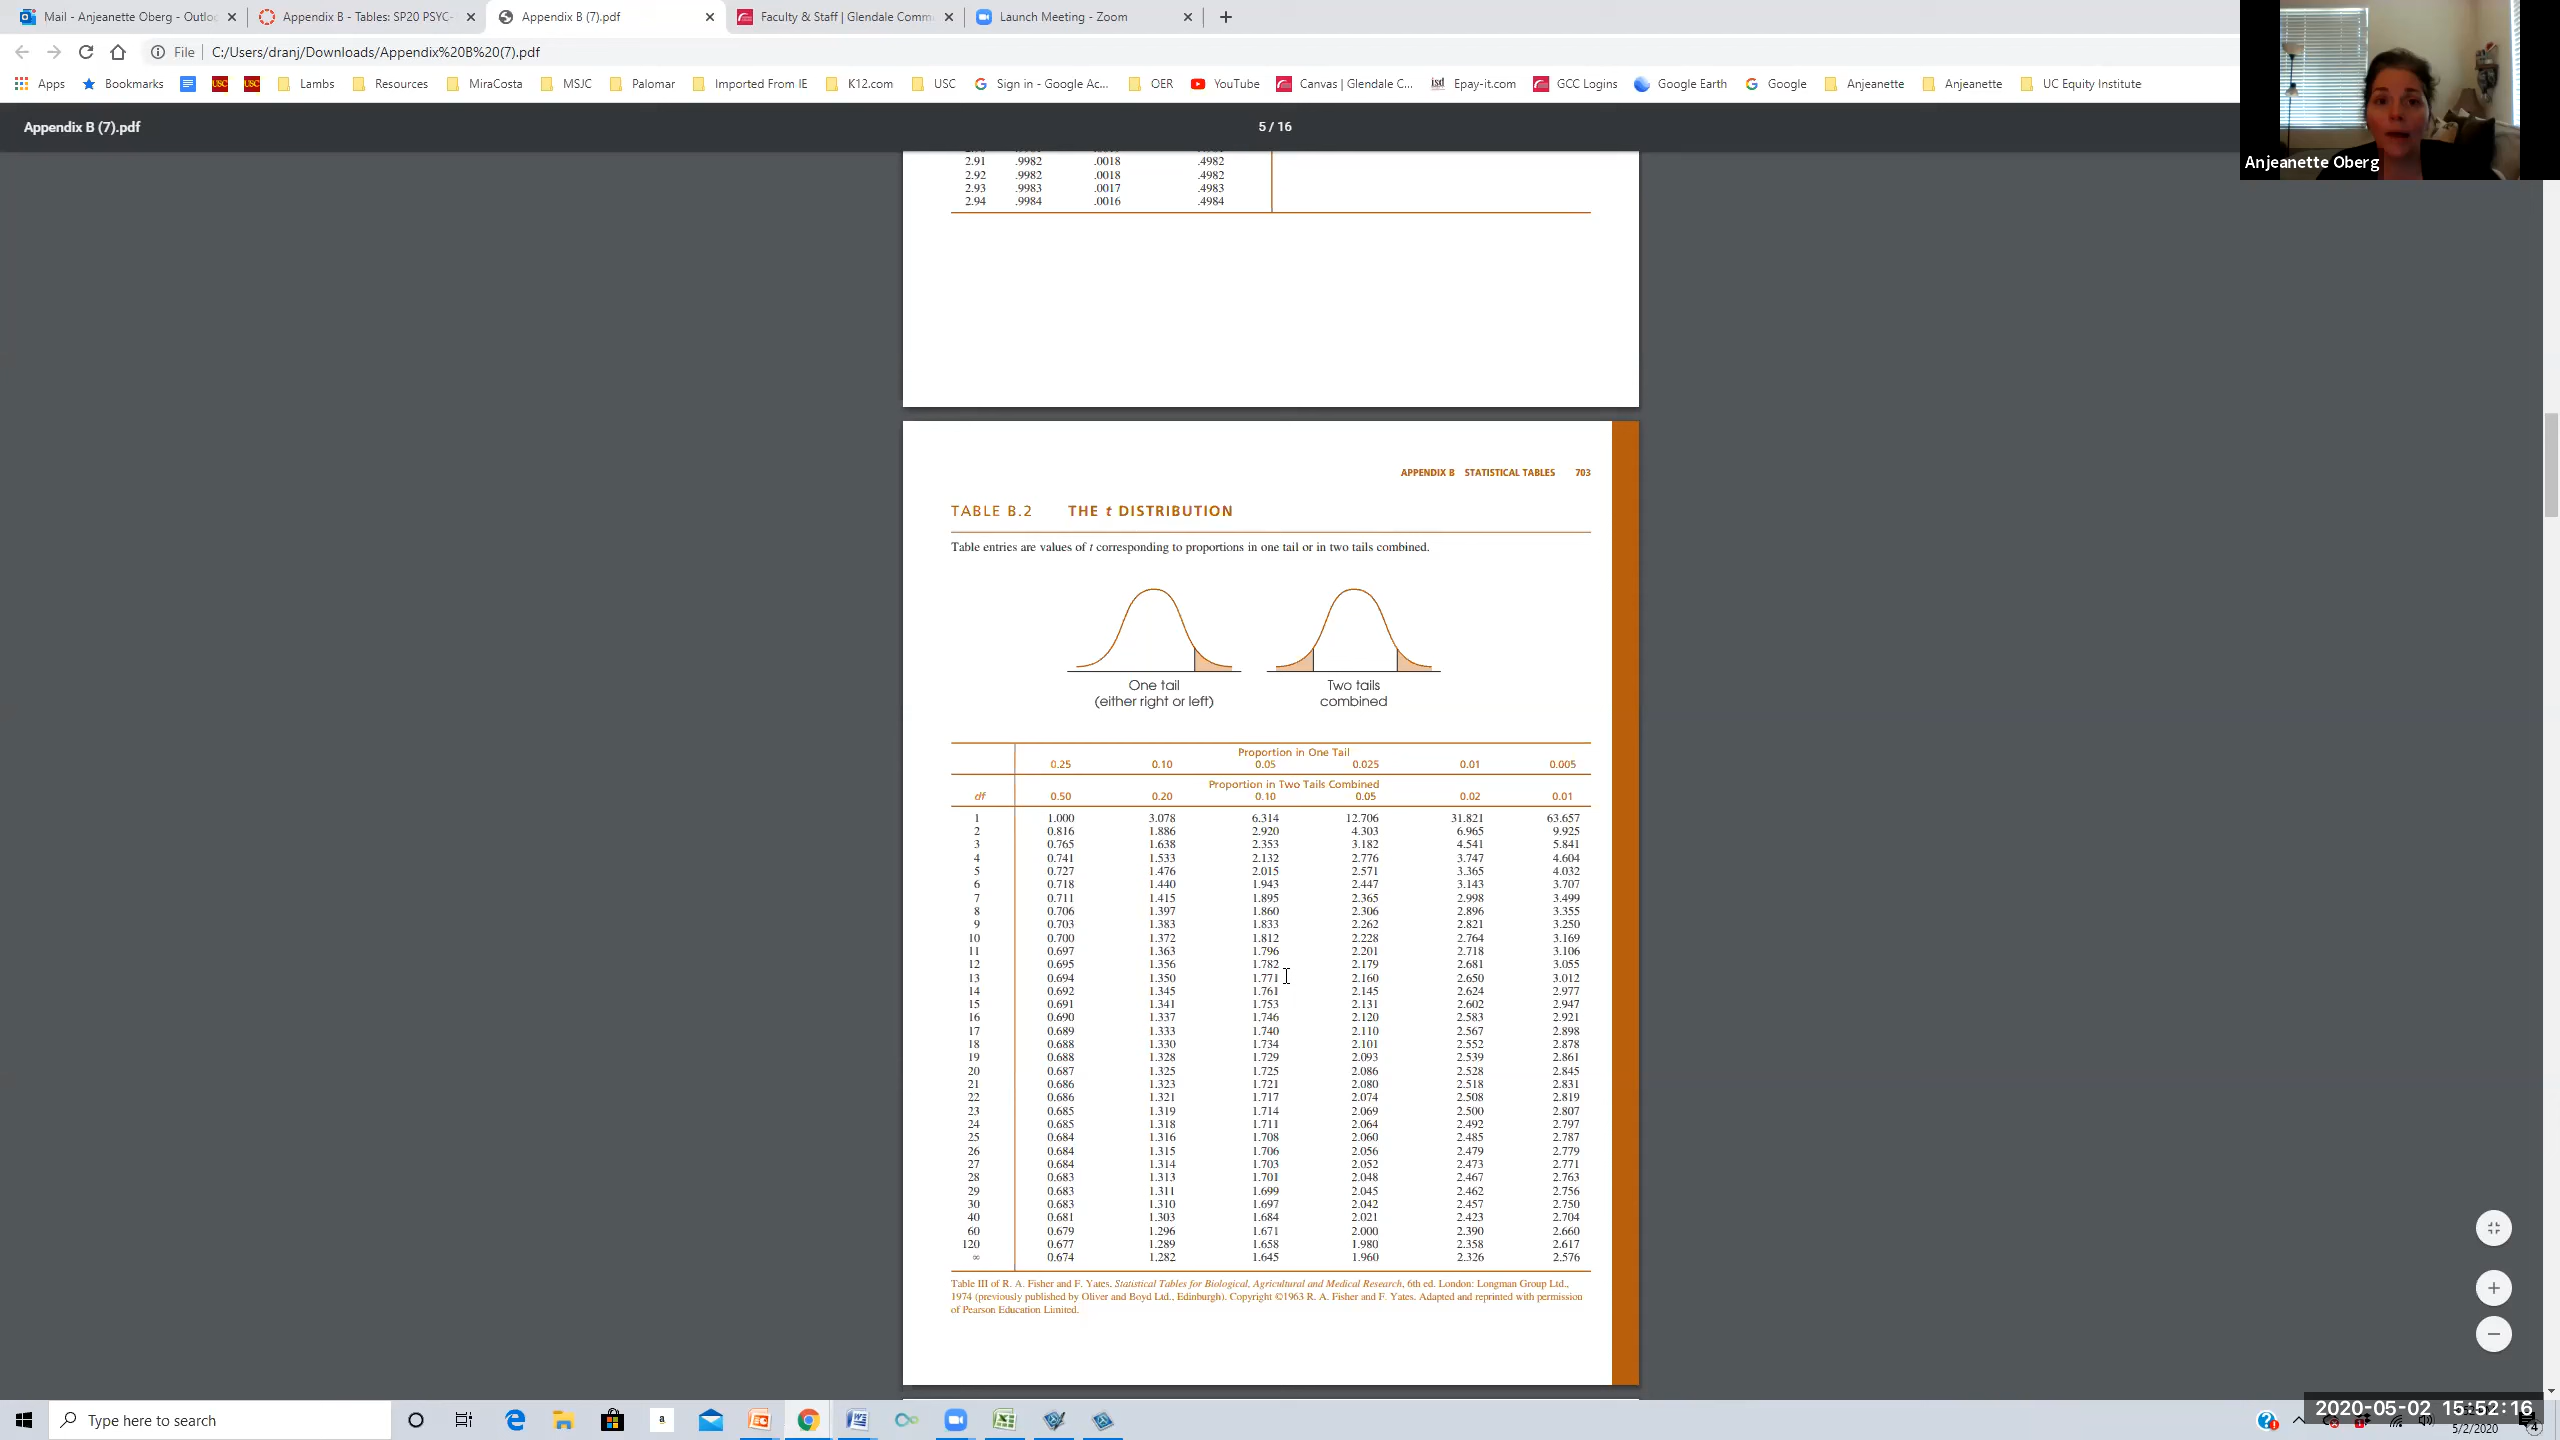 Mail - Anjeanette Oberg - Outloo
Appendix B - Tables: SP20 PSYC-
Appendix B (7).pdf
Faculty & Staff | Glendale Commu
Launch Meeting - Zoom
File
C:/Users/dranj/Downloads/Appendix%20B%20(7).pdf
Apps Bookmarks USC USC Lambs Resources MiraCosta MSJC Palomar Imported From IE K12.com USC Sign in - Google Ac... OER YouTube Canvas | Glendale C... Epay-it.com GCC Logins Google Earth Google Anjeanette Anjeanette UC Equity Institute
Anjeanette Oberg
Appendix B (7).pdf
5 / 16
2.91 .9982 .0018 .4982
2.92 .9982 .0018 .4982
2.93 .9983 .0017 .4983
2.94 .9984 .0016 .4984
APPENDIX B STATISTICAL TABLES 703
TABLE B.2 THE t DISTRIBUTION
Table entries are values of t corresponding to proportions in one tail or in two tails combined.
One tail
(either right or left)
Two tails
combined
Proportion in One Tail
0.25 0.10 0.05 0.025 0.01 0.005
Proportion in Two Tails Combined
df 0.50 0.20 0.10 0.05 0.02 0.01
1 1.000 3.078 6.314 12.706 31.821 63.657
2 0.816 1.886 2.920 4.303 6.965 9.925
3 0.765 1.638 2.353 3.182 4.541 5.841
4 0.741 1.533 2.132 2.776 3.747 4.604
5 0.727 1.476 2.015 2.571 3.365 4.032
6 0.718 1.440 1.943 2.447 3.143 3.707
7 0.711 1.415 1.895 2.365 2.998 3.499
8 0.706 1.397 1.860 2.306 2.896 3.355
9 0.703 1.383 1.833 2.262 2.821 3.250
10 0.700 1.372 1.812 2.228 2.764 3.169
11 0.697 1.363 1.796 2.201 2.718 3.106
12 0.695 1.356 1.782 2.179 2.681 3.055
13 0.694 1.350 1.771 2.160 2.650 3.012
14 0.692 1.345 1.761 2.145 2.624 2.977
15 0.691 1.341 1.753 2.131 2.602 2.947
16 0.690 1.337 1.746 2.120 2.583 2.921
17 0.689 1.333 1.740 2.110 2.567 2.898
18 0.688 1.330 1.734 2.101 2.552 2.878
19 0.688 1.328 1.729 2.093 2.539 2.861
20 0.687 1.325 1.725 2.086 2.528 2.845
21 0.686 1.323 1.721 2.080 2.518 2.831
22 0.686 1.321 1.717 2.074 2.508 2.819
23 0.685 1.319 1.714 2.069 2.500 2.807
24 0.685 1.318 1.711 2.064 2.492 2.797
25 0.684 1.316 1.708 2.060 2.485 2.787
26 0.684 1.315 1.706 2.056 2.479 2.779
27 0.684 1.314 1.703 2.052 2.473 2.771
28 0.683 1.313 1.701 2.048 2.467 2.763
29 0.683 1.311 1.699 2.045 2.462 2.756
30 0.683 1.310 1.697 2.042 2.457 2.750
40 0.681 1.303 1.684 2.021 2.423 2.704
60 0.679 1.296 1.671 2.000 2.390 2.660
120 0.677 1.289 1.658 1.980 2.358 2.617
∞ 0.674 1.282 1.645 1.960 2.326 2.576
Table III of R. A. Fisher and F. Yates. Statistical Tables for Biological, Agricultural and Medical Research, 6th ed. London: Longman Group Ltd.,
1974 (previously published by Oliver and Boyd Ltd., Edinburgh). Copyright ©1963 R. A. Fisher and F. Yates. Adapted and reprinted with permission
of Pearson Education Limited.
Type here to search
2020-05-02 15:52:16
5/2/2020